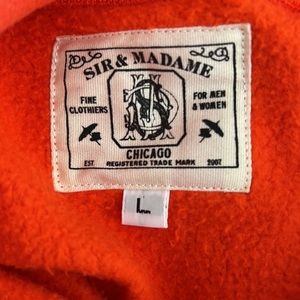 SIR & MADAME
FINE CLOTHIERS
FOR MEN & WOMEN
CHICAGO
EST. REGISTERED TRADE MARK 2007
L